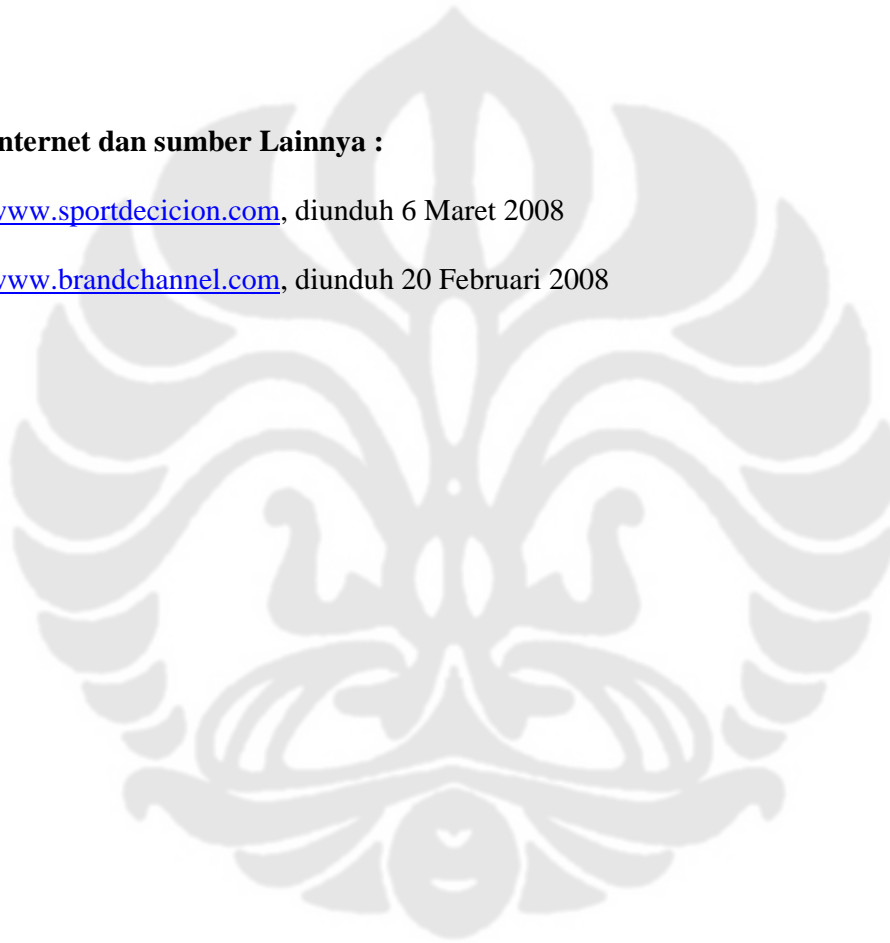 nternet dan sumber Lainnya :
www.sportdecicion.com, diunduh 6 Maret 2008
www.brandchannel.com, diunduh 20 Februari 2008